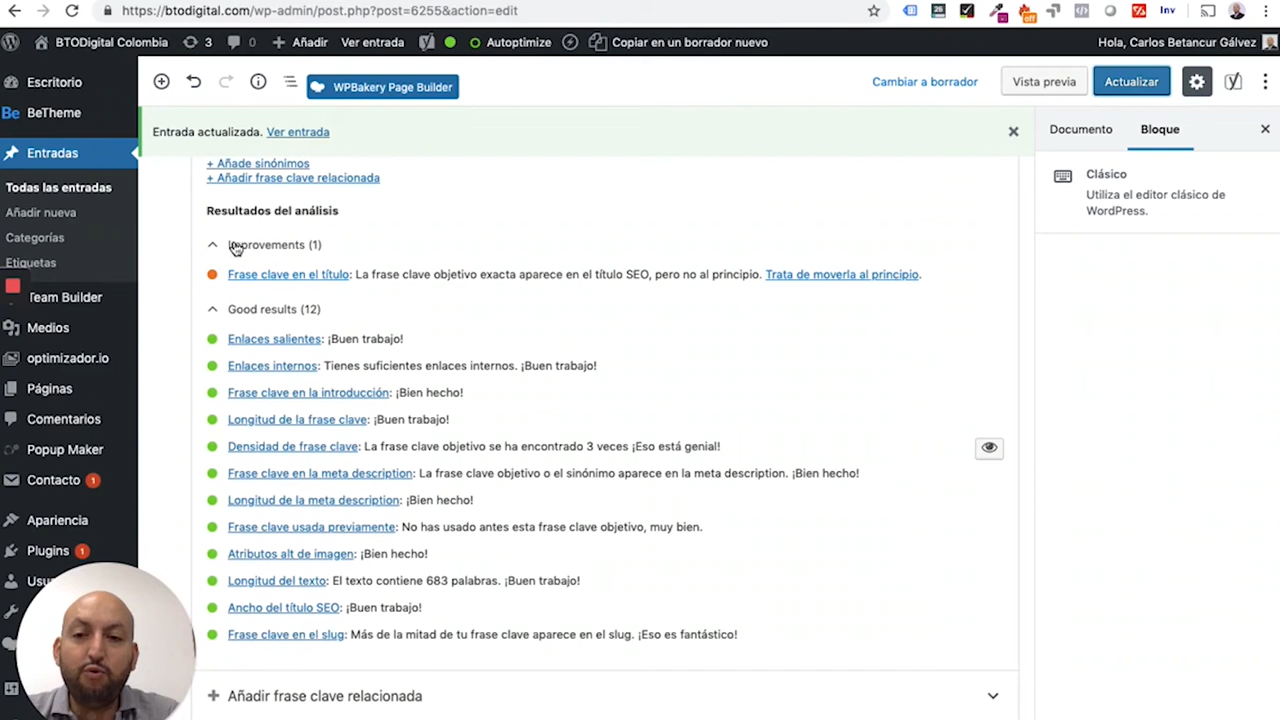 https://btodigital.com/wp-admin/post.php?post=6255&action=edit
26
Inv
BTODigital Colombia
3
Añadir
Ver entrada
Autoptimize
Copiar en un borrador nuevo
Hola, Carlos Betancur Gálvez
Escritorio
Be BeTheme
Entradas
Todas las entradas
Añadir nueva
Categorías
Etiquetas
Team Builder
Medios
optimizador.io
Páginas
Comentarios
Popup Maker
Contacto 1
Apariencia
Plugins 1
WPBakery Page Builder
Cambiar a borrador
Vista previa
Actualizar
Entrada actualizada. Ver entrada
Documento
Bloque
Clásico
Utiliza el editor clásico de
WordPress.
+ Añade sinónimos
+ Añadir frase clave relacionada
Resultados del análisis
Improvements (1)
Frase clave en el título: La frase clave objetivo exacta aparece en el título SEO, pero no al principio. Trata de moverla al principio.
Good results (12)
Enlaces salientes: ¡Buen trabajo!
Enlaces internos: Tienes suficientes enlaces internos. ¡Buen trabajo!
Frase clave en la introducción: ¡Bien hecho!
Longitud de la frase clave: ¡Buen trabajo!
Densidad de frase clave: La frase clave objetivo se ha encontrado 3 veces ¡Eso está genial!
Frase clave en la meta description: La frase clave objetivo o el sinónimo aparece en la meta description. ¡Bien hecho!
Longitud de la meta description: ¡Bien hecho!
Frase clave usada previamente: No has usado antes esta frase clave objetivo, muy bien.
Atributos alt de imagen: ¡Bien hecho!
Longitud del texto: El texto contiene 683 palabras. ¡Buen trabajo!
Ancho del título SEO: ¡Buen trabajo!
Frase clave en el slug: Más de la mitad de tu frase clave aparece en el slug. ¡Eso es fantástico!
Añadir frase clave relacionada